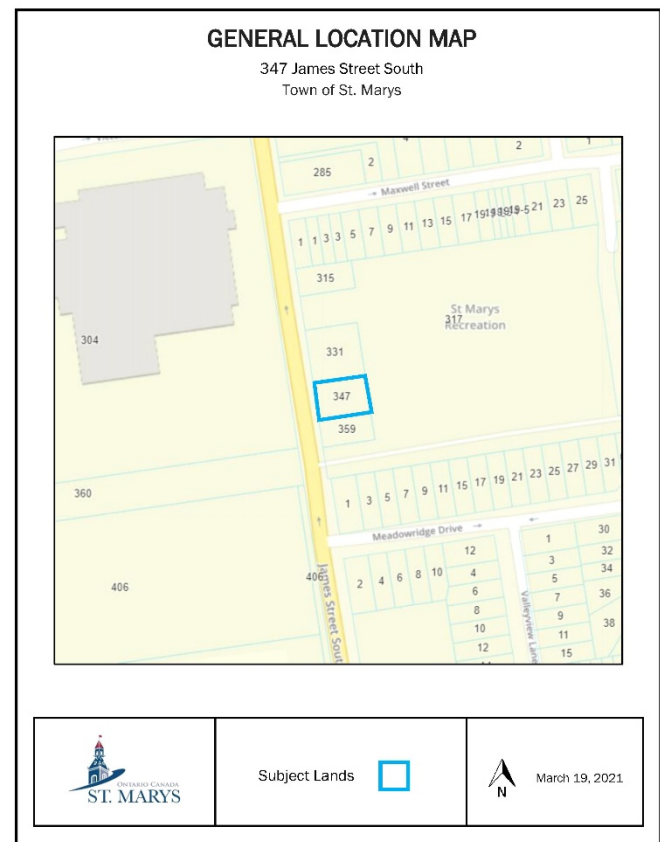 GENERAL LOCATION MAP
347 James Street South
Town of St. Marys
285
2
4
2
1
→ Maxwell Street
1 1 3 3 5 7 9 11 13 15 17 19 21 23 25
315
St Marys
317
Recreation
304
331
347
359
360
1 3 5 7 9 11 15 17 19 21 23 25 27 29 31
Meadowridge Drive
406
406
James Street Sout
2 4 6 8 10
12
4
6
8
10
12
Valleyview Lane
1
3
5
7
9
11
15
30
32
34
36
38
ONTARIO CANADA
ST. MARYS
Subject Lands
N
March 19, 2021